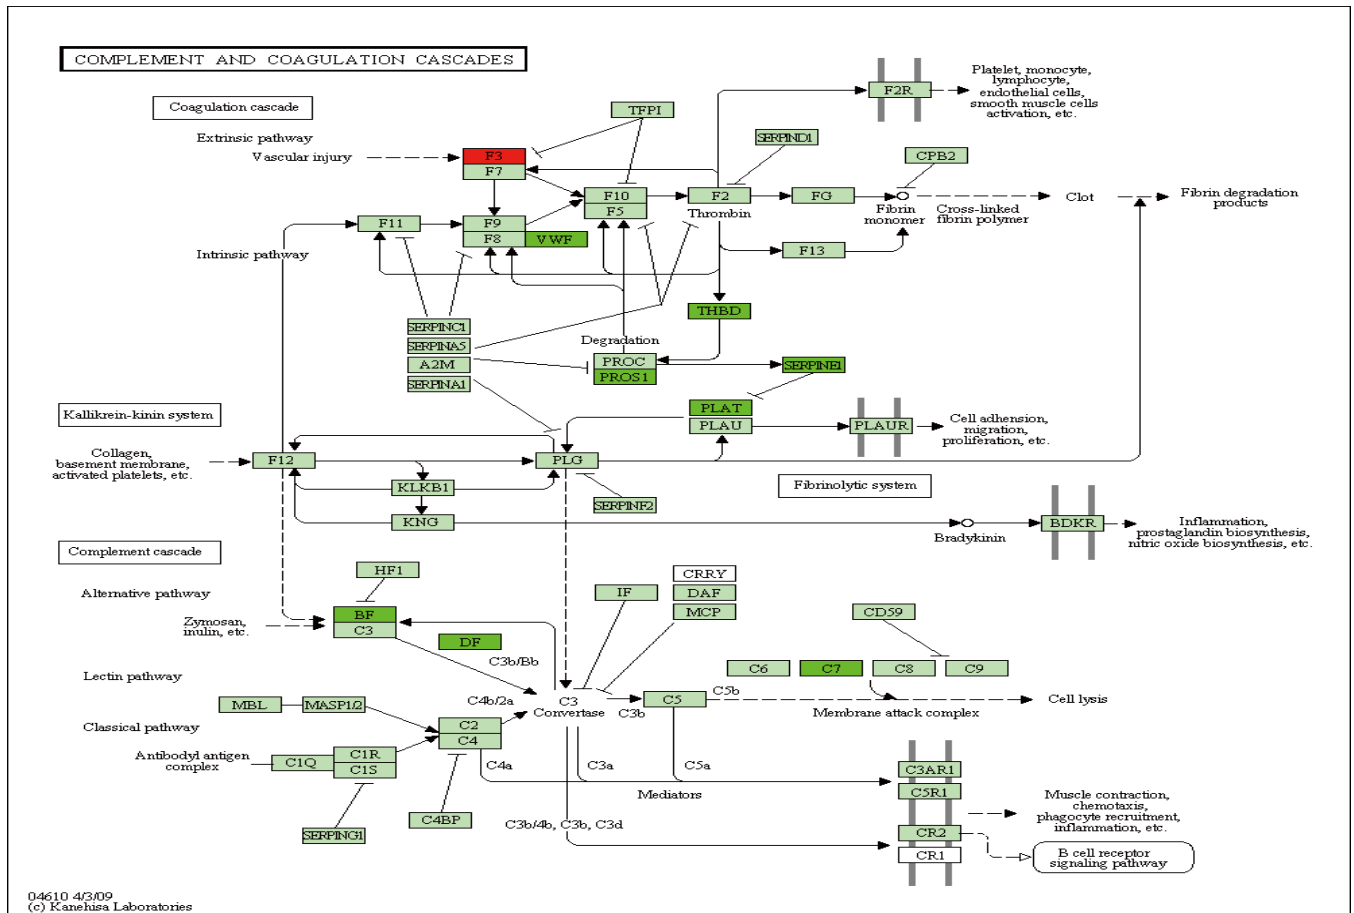 COMPLEMENT AND COAGULATION CASCADES
Platelet, monocyte,
lymphocyte,
endothelial cells,
smooth muscle cells
activation, etc.
F2R
Coagulation cascade
TFPI
Extrinsic pathway
SERPIND1
Vascular injury
F3
F7
CPB2
F10
F5
F2
Thrombin
FG
Fibrin
monomer
Cross-linked
fibrin polymer
Clot
Fibrin degradation
products
F11
F9
F8
VWF
F13
Intrinsic pathway
THBD
SERPINC1
SERPINA5
A2M
SERPINA1
Degradation
PROC
PROS1
SERPINE1
Kallikrein-kinin system
PLAT
PLAU
PLAUR
Cell adhension,
migration,
proliferation, etc.
Collagen,
basement membrane,
activated platelets, etc.
F12
PLG
KLKB1
Fibrinolytic system
SERPINF2
KNG
Bradykinin
BDKR
Inflammation,
prostaglandin biosynthesis,
nitric oxide biosynthesis, etc.
Complement cascade
HF1
CRRY
DAF
MCP
IF
Alternative pathway
Zymosan,
inulin, etc.
BF
C3
CD59
DF
C3b/Bb
C6
C7
C8
C9
Lectin pathway
C4b/2a
C3
Convertase
C3b
C5
C5b
Cell lysis
Membrane attack complex
MBL
MASP1/2
Classical pathway
C2
C4
Antibodyl antigen
complex
C1Q
C1R
C1S
C4a
C3a
C5a
Mediators
C3AR1
C5R1
Muscle contraction,
chemotaxis,
phagocyte recruitment,
inflammation, etc.
SERPING1
C4BP
C3b/4b, C3b, C3d
CR2
CR1
B cell receptor
signaling pathway
04610 4/3/09
(c) Kanehisa Laboratories